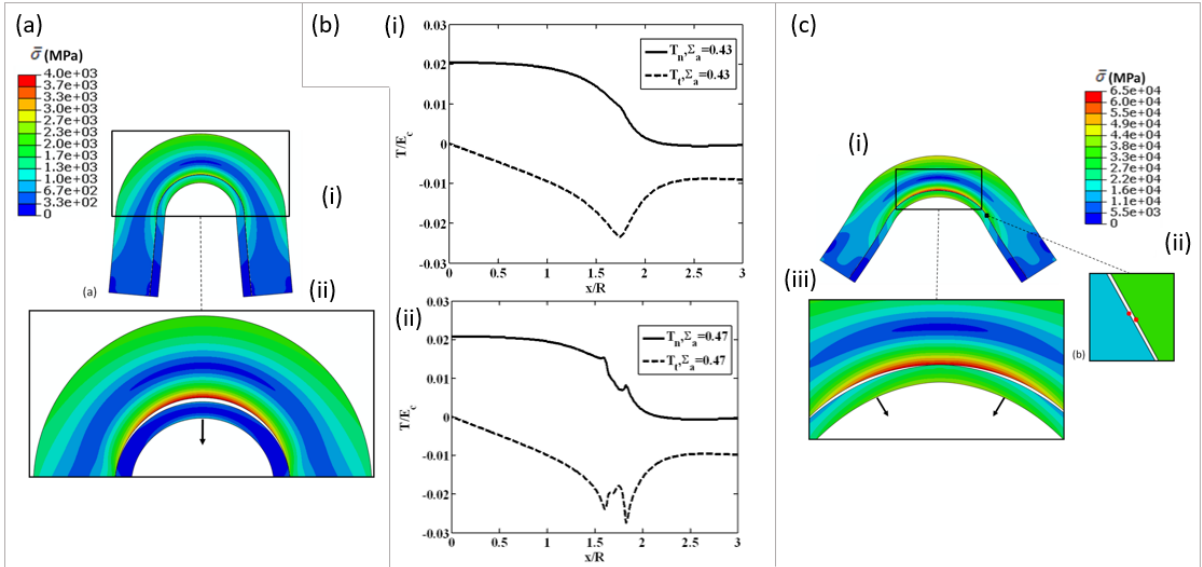 (a)
σ̄ (MPa)
4.0e+03
3.7e+03
3.3e+03
3.0e+03
2.7e+03
2.3e+03
2.0e+03
1.7e+03
1.3e+03
1.0e+03
6.7e+02
3.3e+02
0
(i)
(a)
(ii)
(b)
(i)
0.03
0.02
0.01
0
-0.01
-0.02
-0.03
T/E_c
T_n,Σ_a=0.43
T_t,Σ_a=0.43
0 0.5 1 1.5 2 2.5 3
x/R
(ii)
0.03
0.02
0.01
0
-0.01
-0.02
-0.03
T/E_c
T_n,Σ_a=0.47
T_t,Σ_a=0.47
0 0.5 1 1.5 2 2.5 3
x/R
(c)
σ̄ (MPa)
6.5e+04
6.0e+04
5.5e+04
4.9e+04
4.4e+04
3.8e+04
3.3e+04
2.7e+04
2.2e+04
1.6e+04
1.1e+04
5.5e+03
0
(i)
(ii)
(iii)
(b)